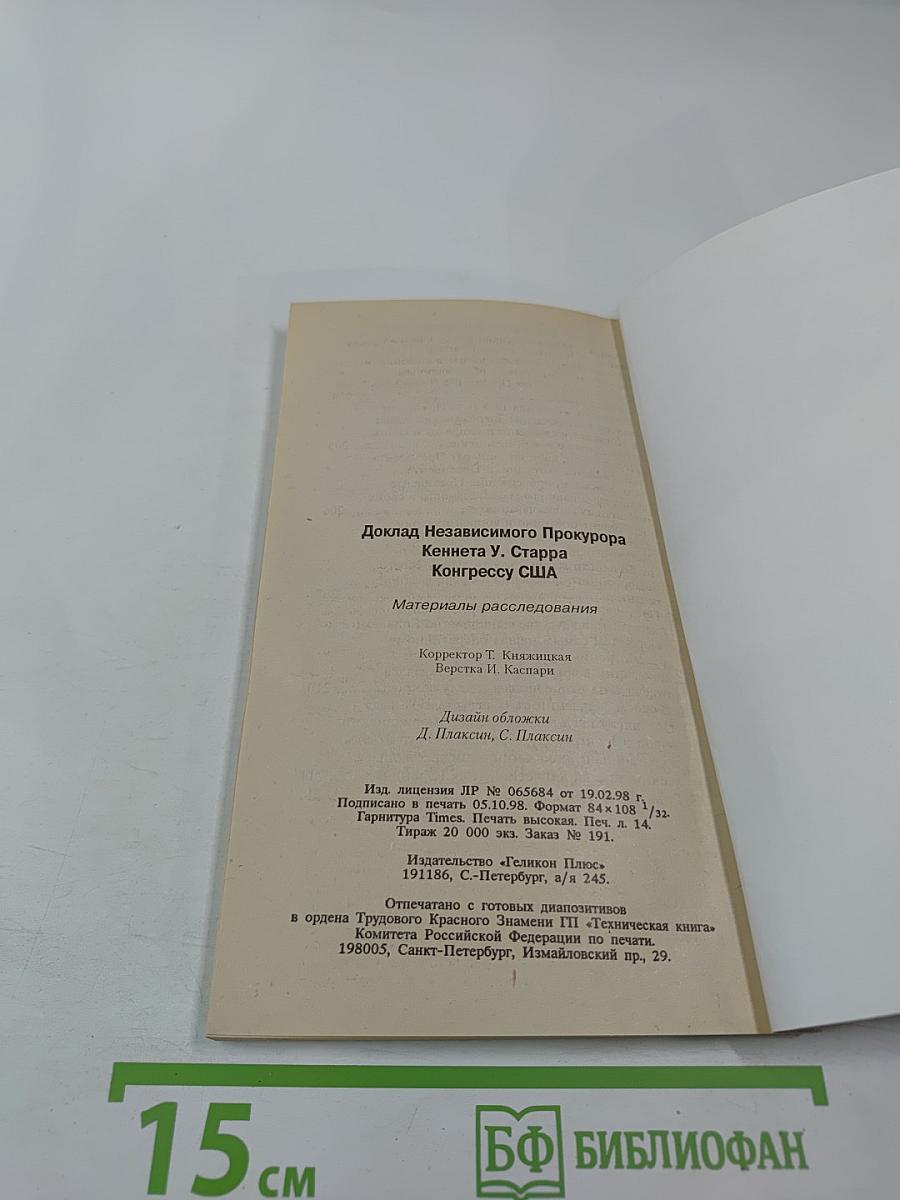 Доклад Независимого Прокурора
Кеннета У. Старра
Конгрессу США
Материалы расследования
Корректор Т. Княжицкая
Верстка И. Каспари
Дизайн обложки
Д. Плаксин, С. Плаксин
Изд. лицензия ЛР № 065684 от 19.02.98 г.
Подписано в печать 05.10.98. Формат 84×108 1/32.
Гарнитура Times. Печать высокая. Печ. л. 14.
Тираж 20 000 экз. Заказ № 191.
Издательство «Геликон Плюс»
191186, С.-Петербург, а/я 245.
Отпечатано с готовых диапозитивов
в ордена Трудового Красного Знамени ГП «Техническая книга»
Комитета Российской Федерации по печати.
198005, Санкт-Петербург, Измайловский пр., 29.
15 см
БФ БИБЛИОФАН